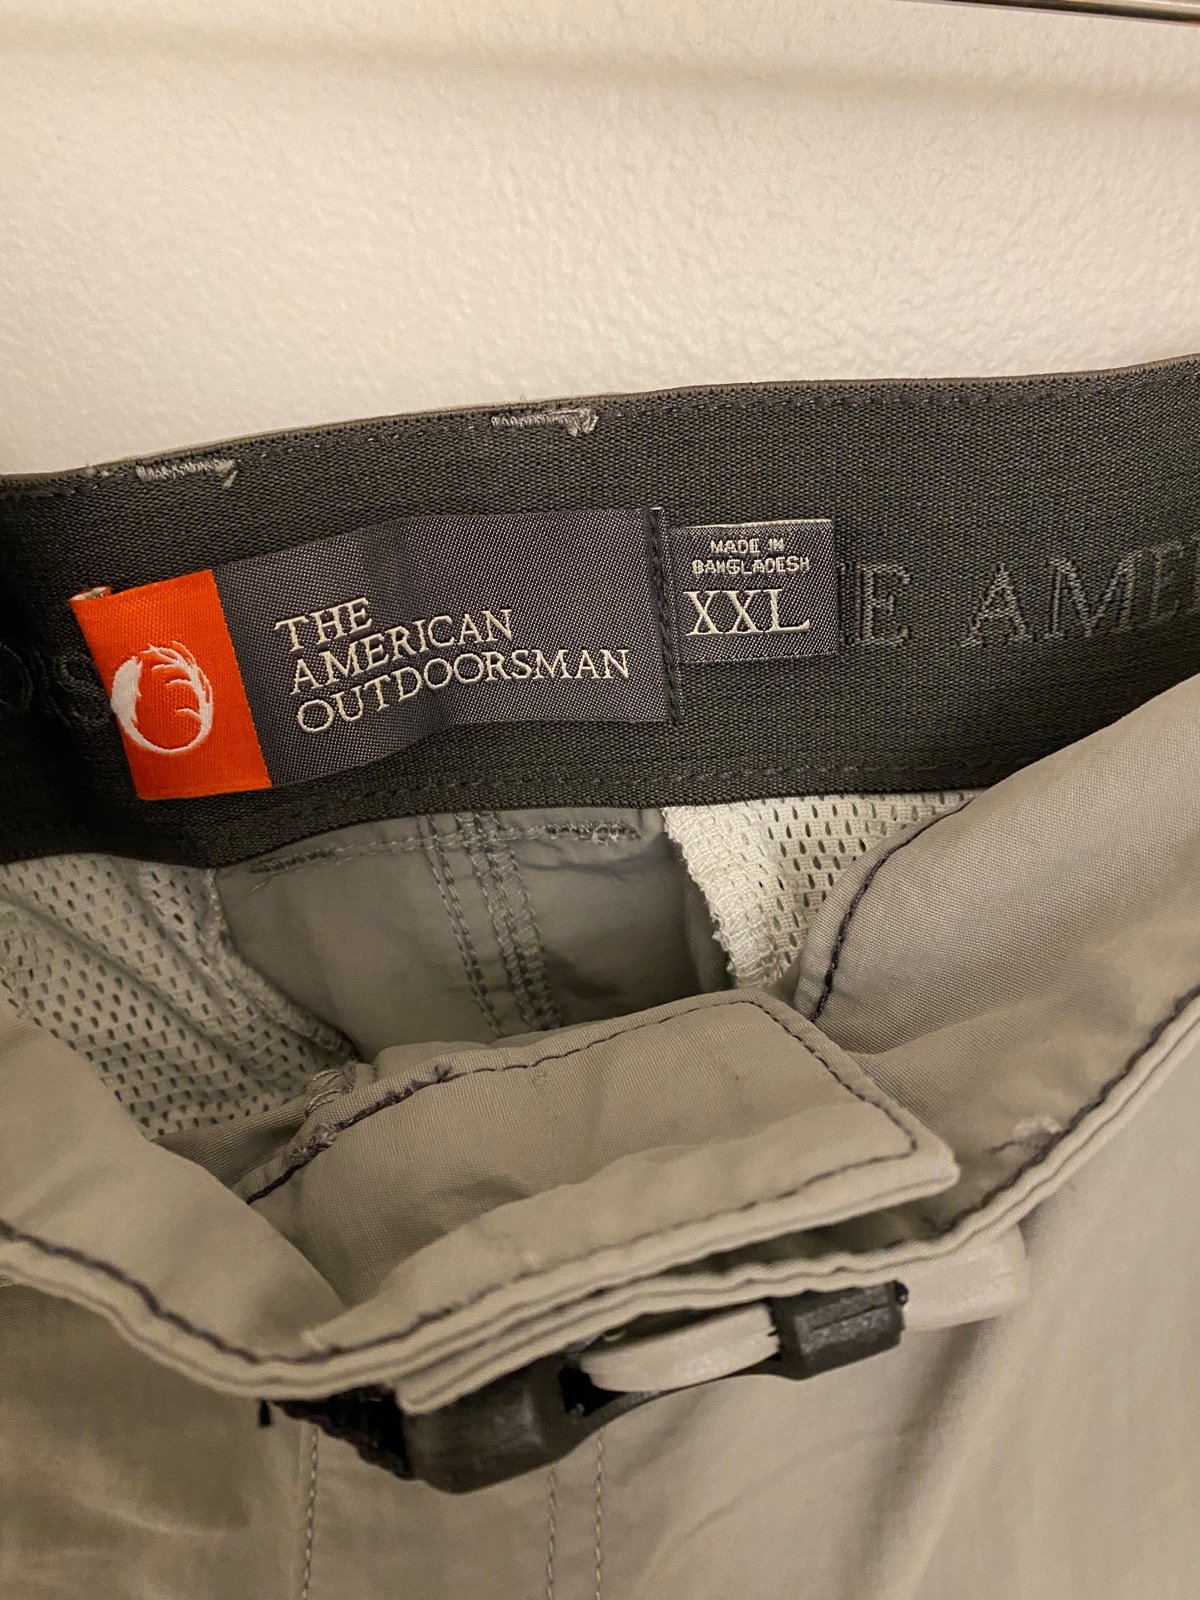 THE
AMERICAN
OUTDOORSMAN
MADE IN
BANGLADESH
XXL
AME